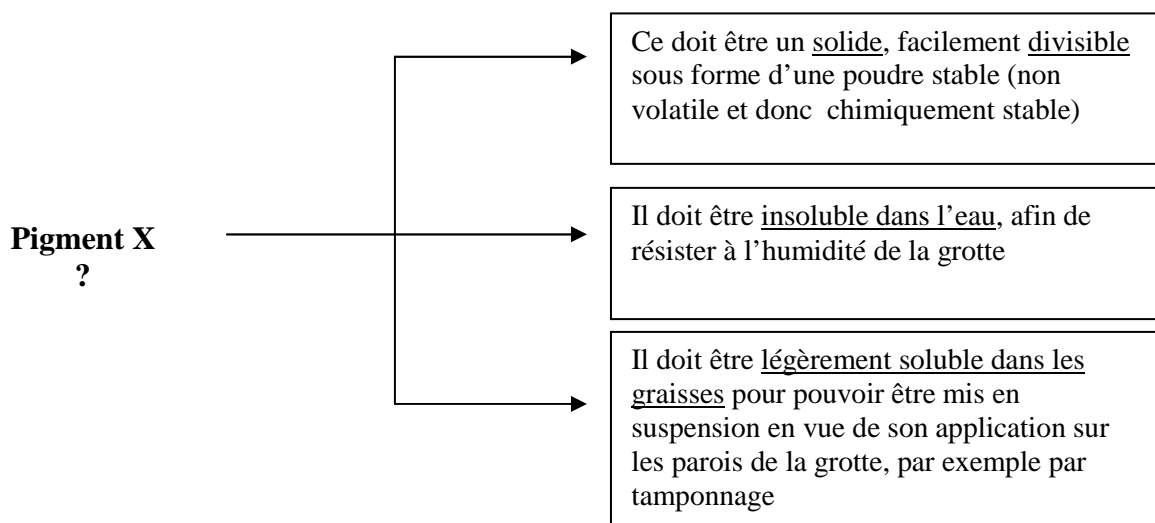 Ce doit être un solide, facilement divisible
sous forme d’une poudre stable (non
volatile et donc chimiquement stable)
Pigment X
?
Il doit être insoluble dans l’eau, afin de
résister à l’humidité de la grotte
Il doit être légèrement soluble dans les
graisses pour pouvoir être mis en
suspension en vue de son application sur
les parois de la grotte, par exemple par
tamponnage